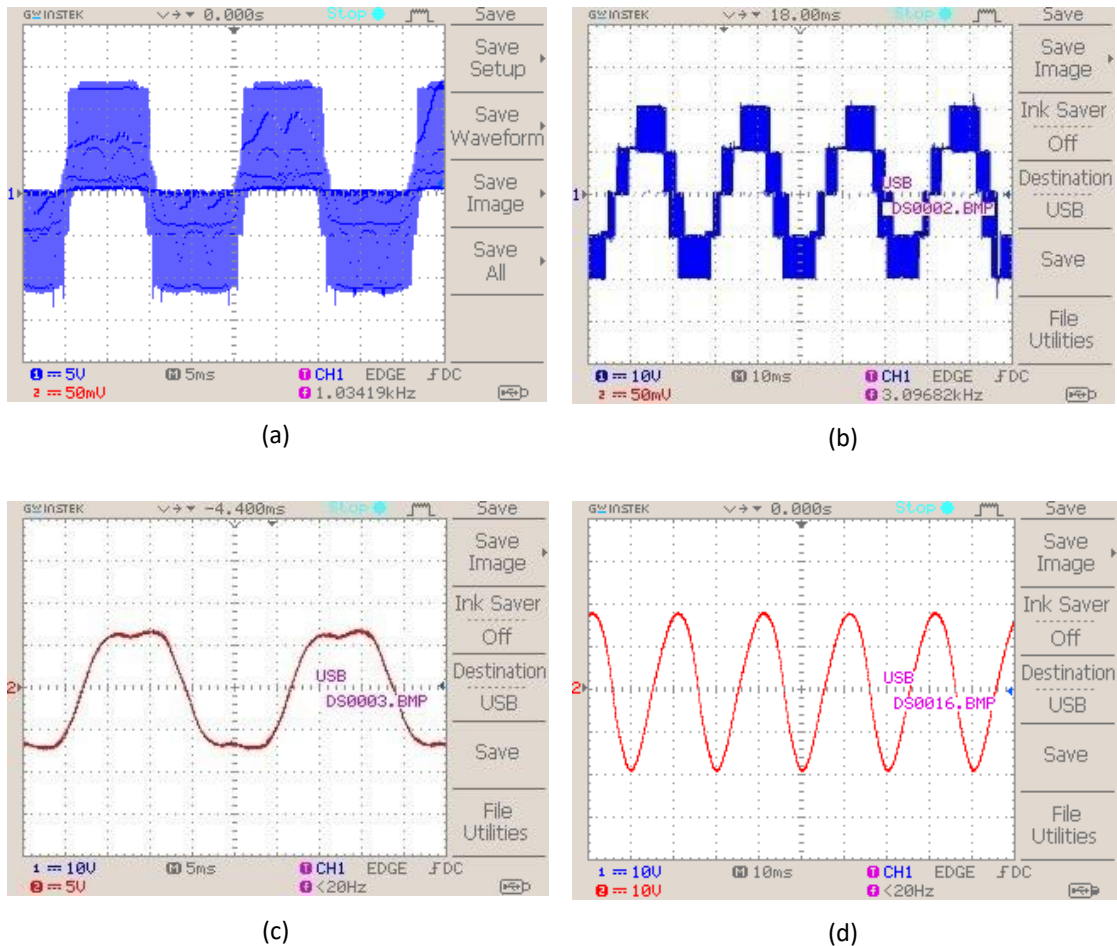 GWINSTEK 0.000s Stop Save
Save
Setup
Save
Waveform
Save
Image
Save
All
1
1 5V M 5ms T CH1 EDGE DC
2 50mV f 1.03419kHz
(a)
GWINSTEK 18.00ms Stop Save
Save
Image
Ink Saver
Off
Destination
USB
Save
File
Utilities
1
USB
DS0002.BMP
1 10V M 10ms T CH1 EDGE DC
2 50mV f 3.09682kHz
(b)
GWINSTEK -4.400ms Stop Save
Save
Image
Ink Saver
Off
Destination
USB
Save
File
Utilities
2
USB
DS0003.BMP
1 10V M 5ms T CH1 EDGE DC
2 5V f <20Hz
(c)
GWINSTEK 0.000s Stop Save
Save
Image
Ink Saver
Off
Destination
USB
Save
File
Utilities
2
USB
DS0016.BMP
1 10V M 10ms T CH1 EDGE DC
2 10V f <20Hz
(d)